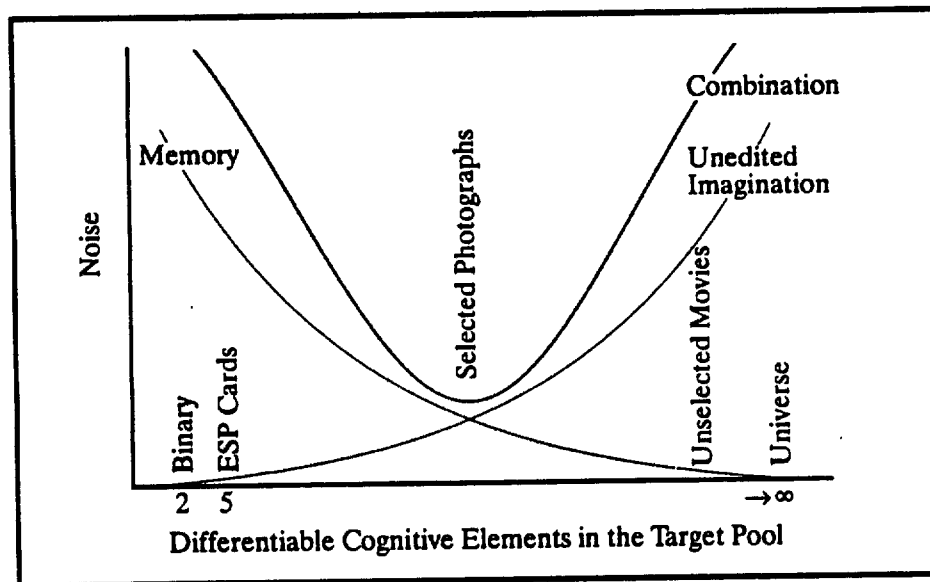 Combination
Memory
Unedited
Imagination
Noise
Selected Photographs
Unselected Movies
Binary
ESP Cards
Universe
2
5
→∞
Differentiable Cognitive Elements in the Target Pool